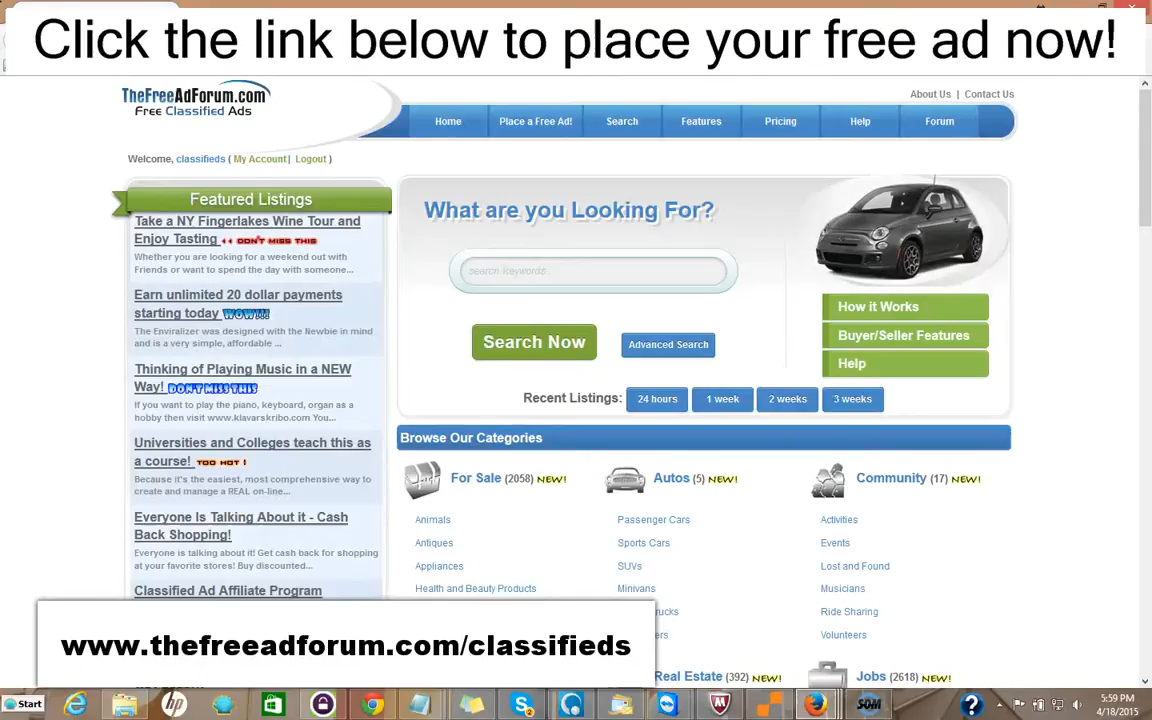 Click the link below to place your free ad now!
TheFreeAdForum.com
Free Classified Ads
About Us | Contact Us
Home
Place a Free Ad!
Search
Features
Pricing
Help
Forum
Welcome, classifieds ( My Account | Logout )
Featured Listings
Take a NY Fingerlakes Wine Tour and
Enjoy Tasting DON'T MISS THIS
Whether you are looking for a weekend out with
Friends or want to spend the day with someone...
Earn unlimited 20 dollar payments
starting today WOW!!!
The Enviralizer was designed with the Newbie in mind
and is a very simple, affordable ...
Thinking of Playing Music in a NEW
Way! DON'T MISS THIS
If you want to play the piano, keyboard, organ as a
hobby then visit www.klavarskribo.com You...
Universities and Colleges teach this as
a course! TOO HOT !
Because it's the easiest, most comprehensive way to
create and manage a REAL on-line...
Everyone Is Talking About it - Cash
Back Shopping!
Everyone is talking about it! Get cash back for shopping
at your favorite stores! Buy discounted...
Classified Ad Affiliate Program
What are you Looking For?
search keywords...
Search Now
Advanced Search
How it Works
Buyer/Seller Features
Help
Recent Listings:
24 hours
1 week
2 weeks
3 weeks
Browse Our Categories
For Sale (2058) NEW!
Animals
Antiques
Appliances
Health and Beauty Products
Autos (5) NEW!
Passenger Cars
Sports Cars
SUVs
Minivans
Community (17) NEW!
Activities
Events
Lost and Found
Musicians
Ride Sharing
Volunteers
Real Estate (392) NEW!
Jobs (2618) NEW!
www.thefreeadforum.com/classifieds
Start
SOM
5:59 PM
4/18/2015